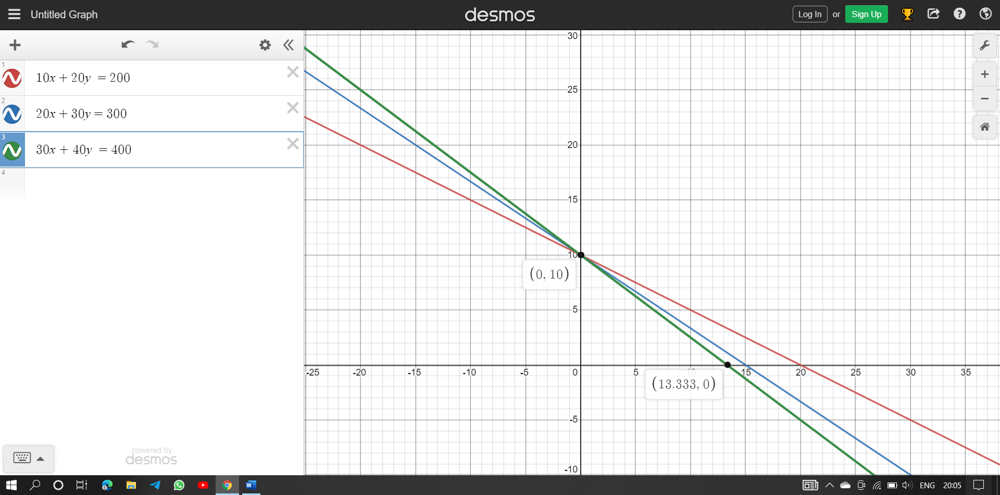 Untitled Graph
desmos
Log In or Sign Up
1
10x + 20y = 200
2
20x + 30y = 300
3
30x + 40y = 400
4
powered by
desmos
30
25
20
15
10
(0, 10)
5
-25 -20 -15 -10 -5 0 5 10 15 20 25 30 35
(13.333, 0)
-5
-10
ENG 20:05